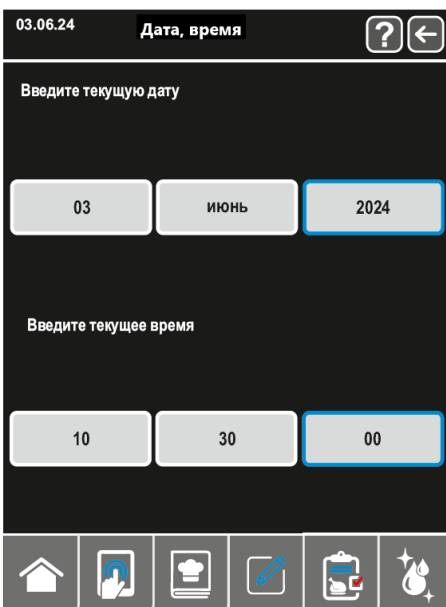 03.06.24 Дата, время ?
Введите текущую дату
03 июнь 2024
Введите текущее время
10 30 00